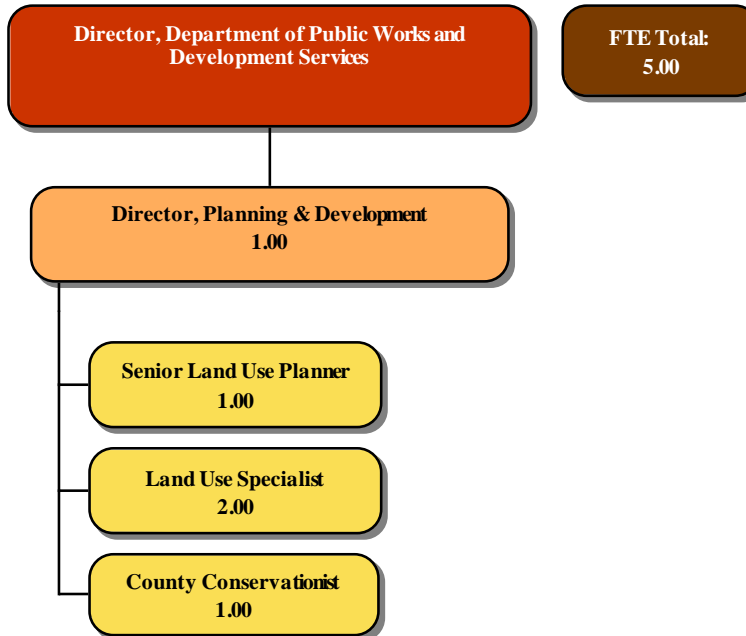 Director, Department of Public Works and
Development Services
FTE Total:
5.00
Director, Planning & Development
1.00
Senior Land Use Planner
1.00
Land Use Specialist
2.00
County Conservationist
1.00